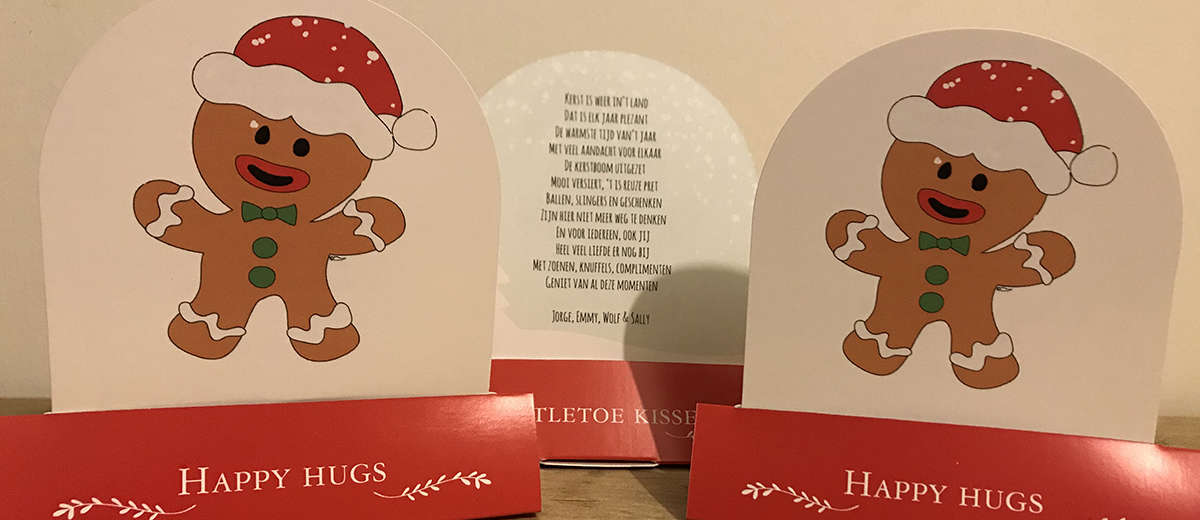 KERST IS WEER IN'T LAND
DAT IS ELK JAAR PLEZANT
DE WARMSTE TIJD VAN'T JAAR
MET VEEL AANDACHT VOOR ELKAAR
DE KERSTBOOM UITGEZET
MOOI VERSIERT, 'T IS REUZE PRET
BALLEN, SLINGERS EN GESCHENKEN
ZIJN HIER NIET MEER WEG TE DENKEN
EN VOOR IEDEREEN, OOK JIJ
HEEL VEEL LIEFDE ER NOG BIJ
MET ZOENEN, KNUFFELS, COMPLIMENTEN
GENIET VAN AL DEZE MOMENTEN
JORGE, EMMY, WOLF & SALLY
TLETOE KISSE
HAPPY HUGS
HAPPY HUGS